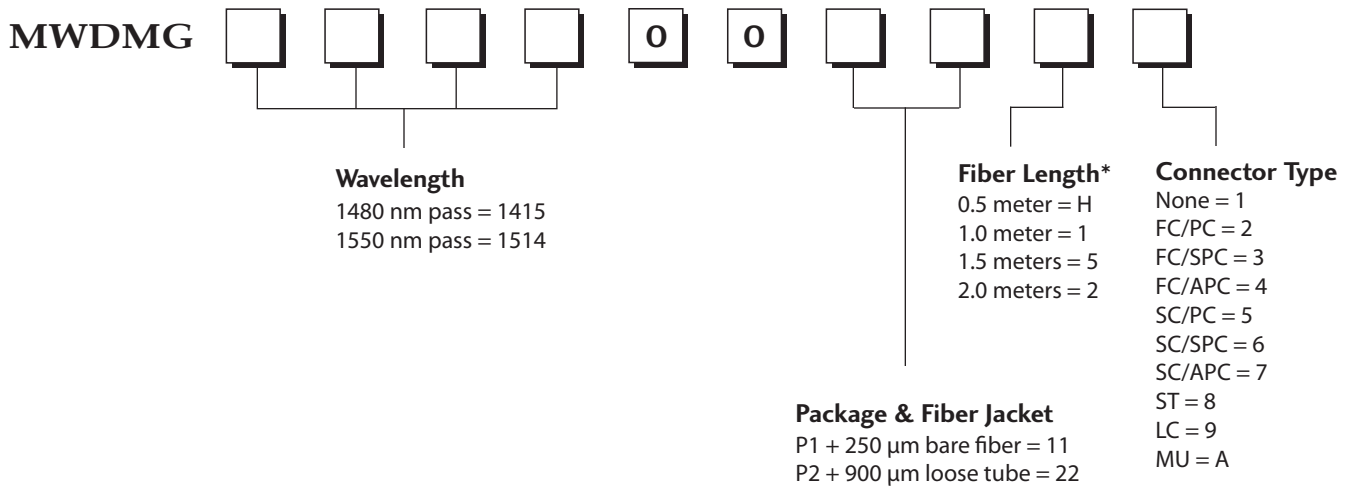 MWDMG 0 0
Wavelength
1480 nm pass = 1415
1550 nm pass = 1514
Package & Fiber Jacket
P1 + 250 µm bare fiber = 11
P2 + 900 µm loose tube = 22
Fiber Length*
0.5 meter = H
1.0 meter = 1
1.5 meters = 5
2.0 meters = 2
Connector Type
None = 1
FC/PC = 2
FC/SPC = 3
FC/APC = 4
SC/PC = 5
SC/SPC = 6
SC/APC = 7
ST = 8
LC = 9
MU = A